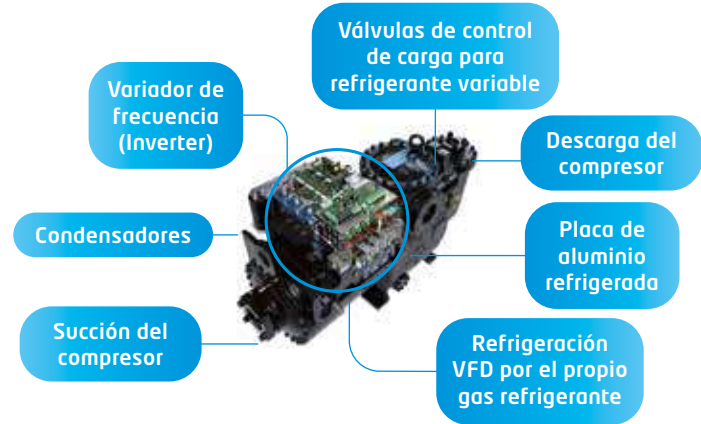 Válvulas de control
de carga para
refrigerante variable
Variador de
frecuencia
(Inverter)
Descarga del
compresor
Condensadores
Placa de
aluminio
refrigerada
Succión del
compresor
Refrigeración
VFD por el propio
gas refrigerante